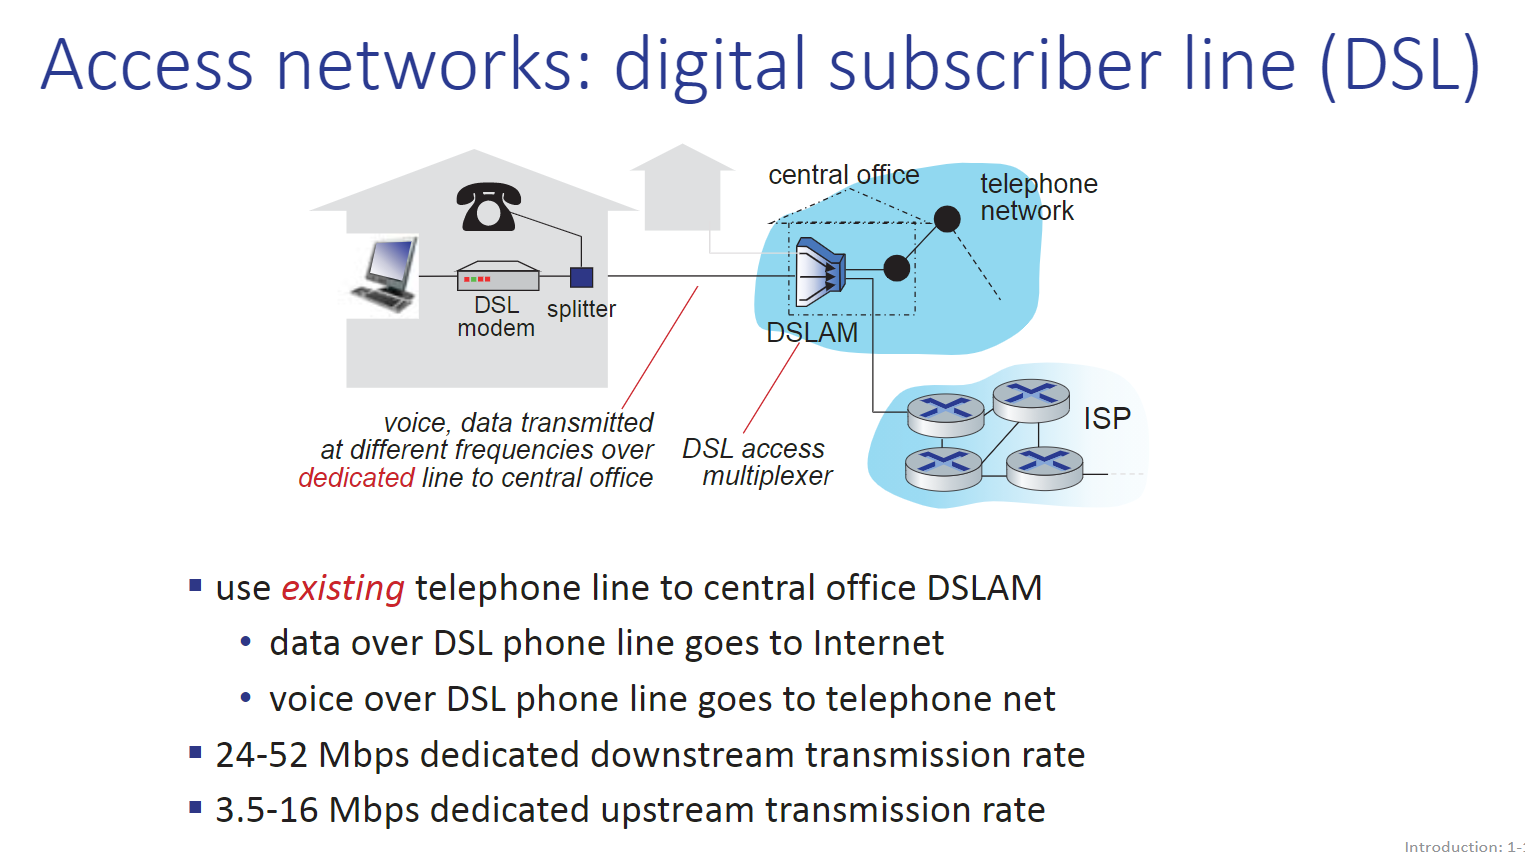 Access networks: digital subscriber line (DSL)
central office
telephone
network
DSL
modem
splitter
DSLAM
voice, data transmitted
at different frequencies over
dedicated line to central office
DSL access
multiplexer
ISP
use existing telephone line to central office DSLAM
data over DSL phone line goes to Internet
voice over DSL phone line goes to telephone net
24-52 Mbps dedicated downstream transmission rate
3.5-16 Mbps dedicated upstream transmission rate
Introduction: 1-